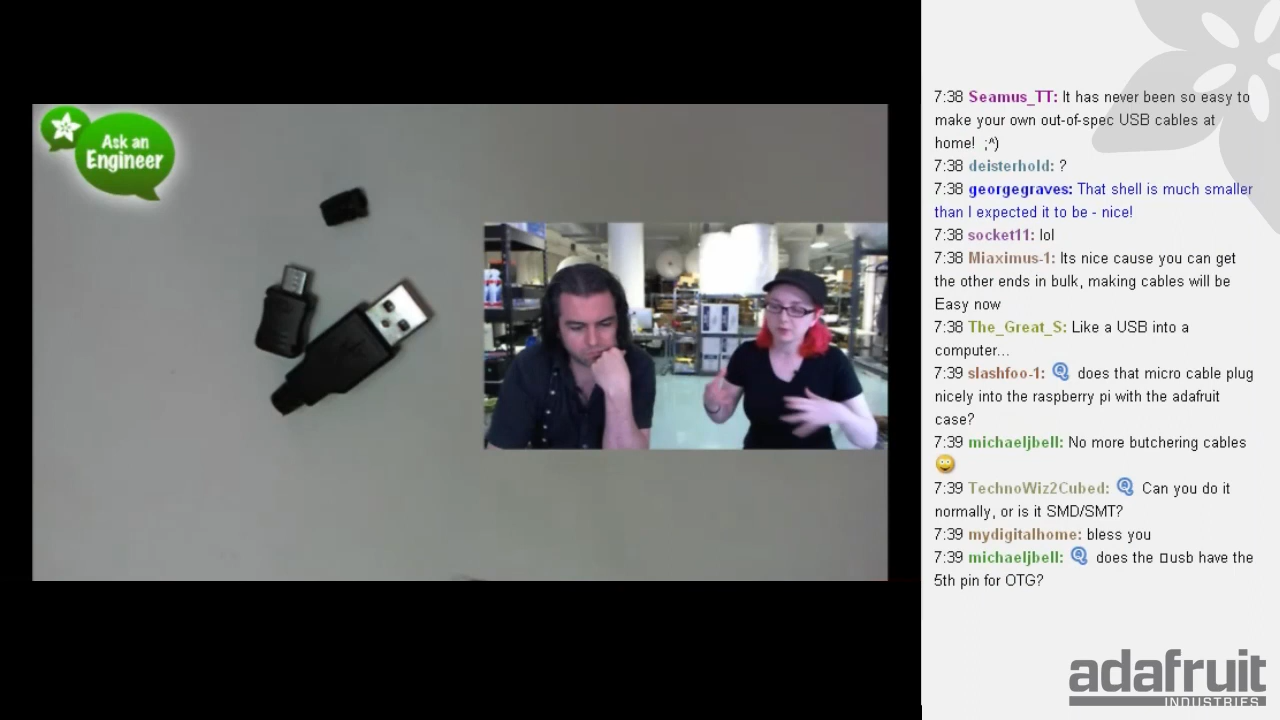 Ask an
Engineer
7:38 Seamus_TT: It has never been so easy to
make your own out-of-spec USB cables at
home! ;^)
7:38 deisterhold: ?
7:38 georgegraves: That shell is much smaller
than I expected it to be - nice!
7:38 socket11: lol
7:38 Miaximus-1: Its nice cause you can get
the other ends in bulk, making cables will be
Easy now
7:38 The_Great_S: Like a USB into a
computer...
7:39 slashfoo-1: does that micro cable plug
nicely into the raspberry pi with the adafruit
case?
7:39 michaeljbell: No more butchering cables
7:39 TechnoWiz2Cubed: Can you do it
normally, or is it SMD/SMT?
7:39 mydigitalhome: bless you
7:39 michaeljbell: does the □usb have the
5th pin for OTG?
adafruit
INDUSTRIES